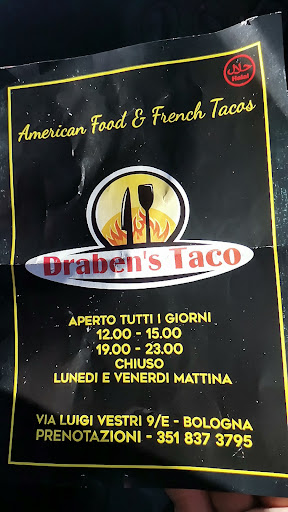 حلال
Halal
American Food & French Tacos
Draben's Taco
APERTO TUTTI I GIORNI
12.00 - 15.00
19.00 - 23.00
CHIUSO
LUNEDI E VENERDI MATTINA
VIA LUIGI VESTRI 9/E - BOLOGNA
PRENOTAZIONI - 351 837 3795